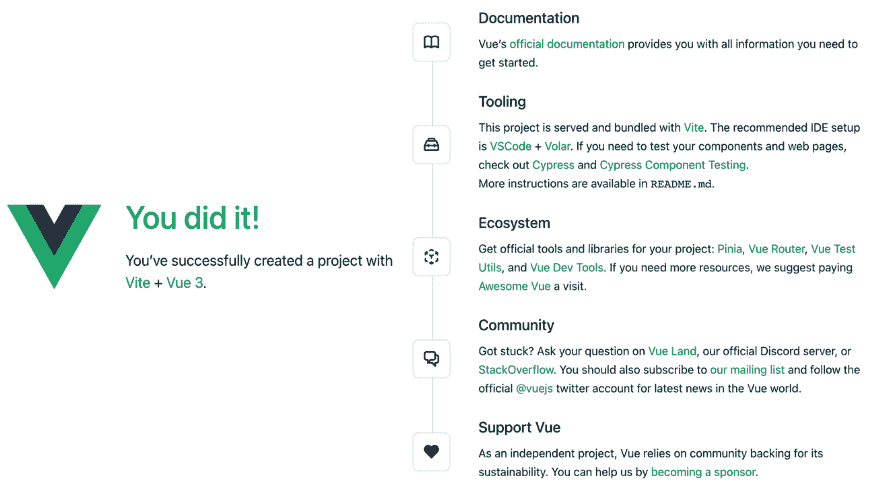 You did it!
You've successfully created a project with
Vite + Vue 3.
Documentation
Vue's official documentation provides you with all information you need to
get started.
Tooling
This project is served and bundled with Vite. The recommended IDE setup
is VSCode + Volar. If you need to test your components and web pages,
check out Cypress and Cypress Component Testing.
More instructions are available in README.md.
Ecosystem
Get official tools and libraries for your project: Pinia, Vue Router, Vue Test
Utils, and Vue Dev Tools. If you need more resources, we suggest paying
Awesome Vue a visit.
Community
Got stuck? Ask your question on Vue Land, our official Discord server, or
StackOverflow. You should also subscribe to our mailing list and follow the
official @vuejs twitter account for latest news in the Vue world.
Support Vue
As an independent project, Vue relies on community backing for its
sustainability. You can help us by becoming a sponsor.